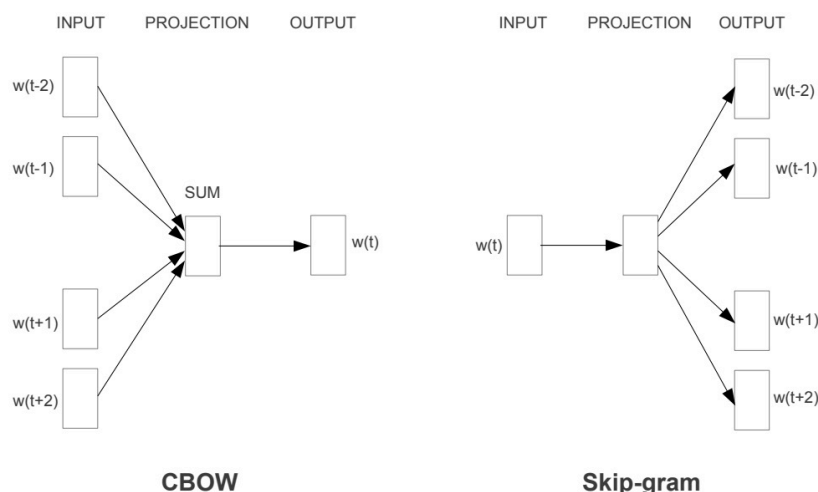 INPUT PROJECTION OUTPUT
w(t-2)
w(t-1)
SUM
w(t)
w(t+1)
w(t+2)
CBOW
INPUT PROJECTION OUTPUT
w(t-2)
w(t-1)
w(t)
w(t+1)
w(t+2)
Skip-gram